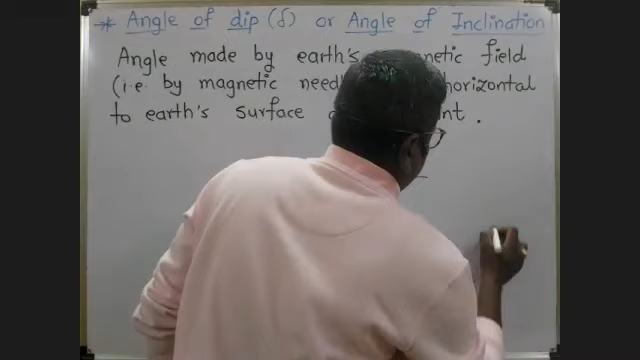 * Angle of dip (δ) or Angle of Inclination
Angle made by earth's netic field
(i.e. by magnetic need horizontal
to earth's surface nt .